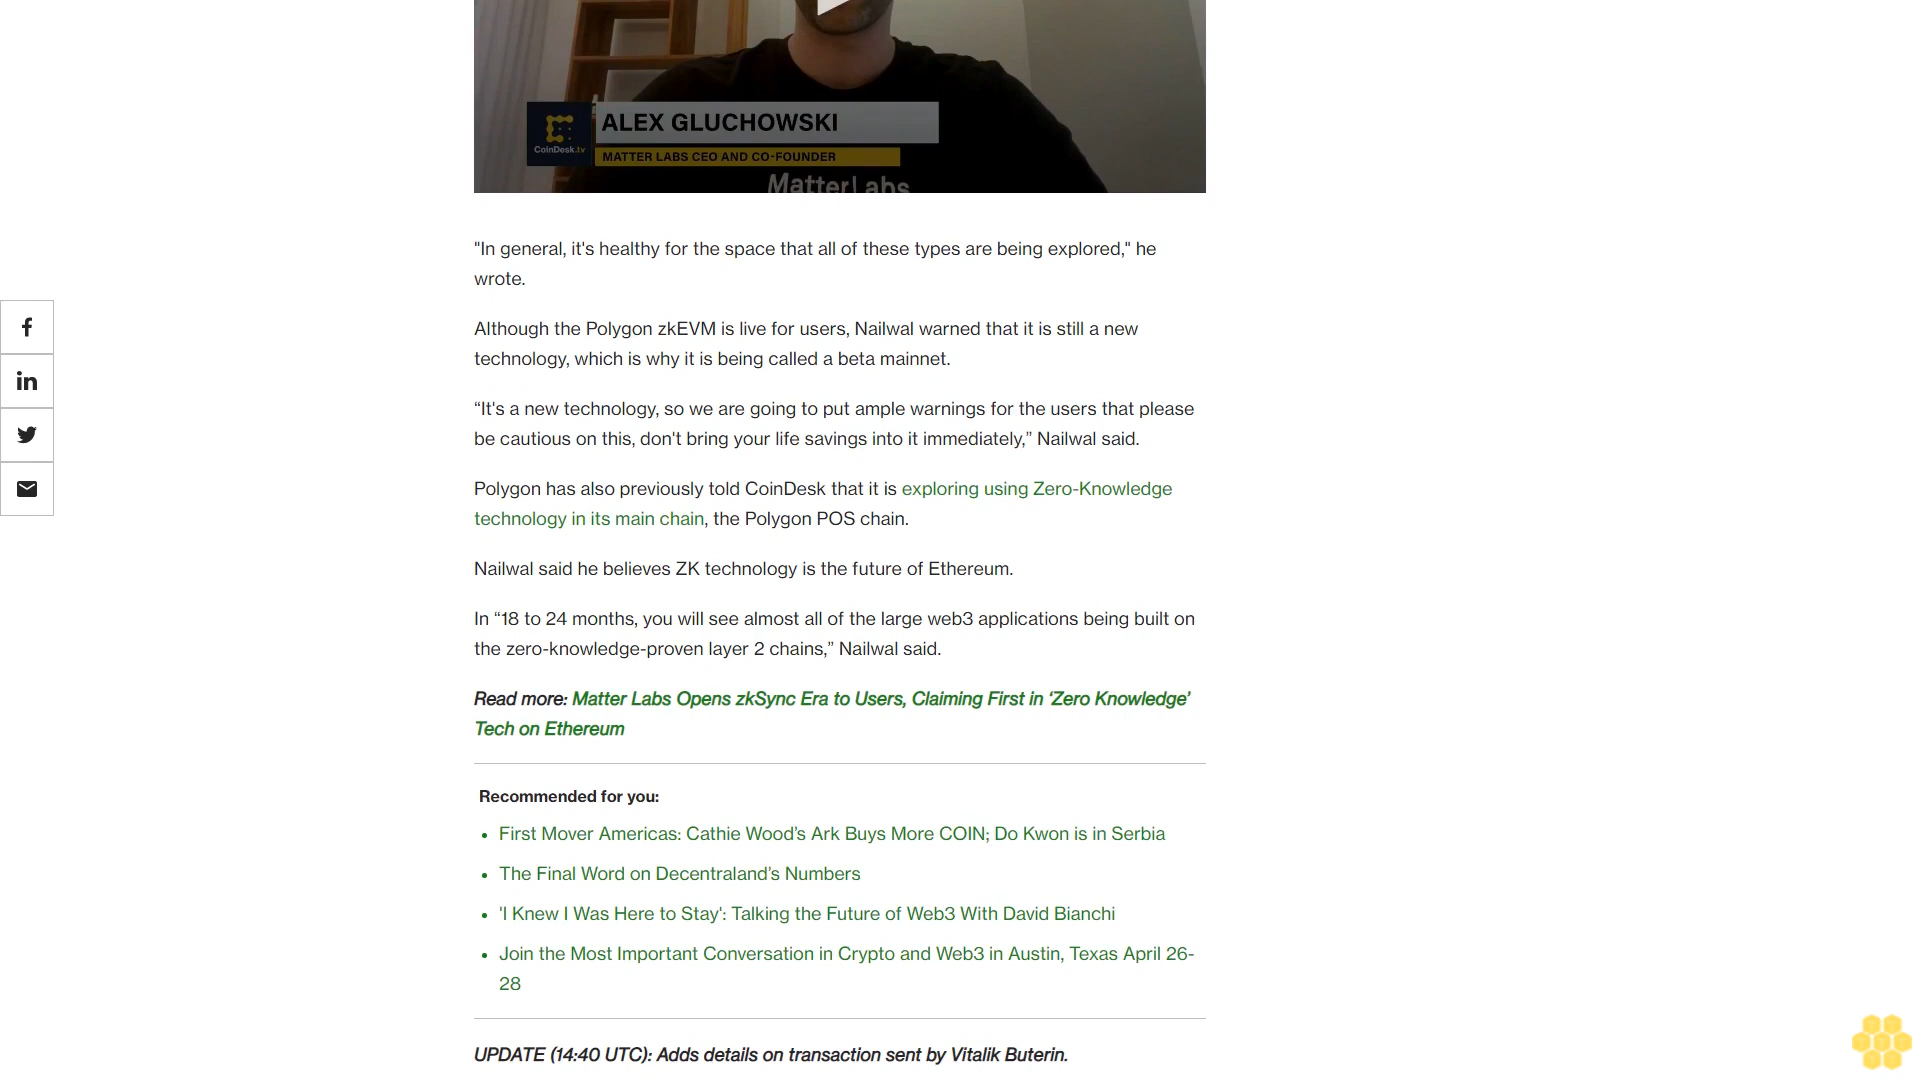 ALEX GLUCHOWSKI
CoinDesk.tv
MATTER LABS CEO AND CO-FOUNDER
MatterLabs
"In general, it's healthy for the space that all of these types are being explored," he
wrote.
Although the Polygon zkEVM is live for users, Nailwal warned that it is still a new
technology, which is why it is being called a beta mainnet.
“It's a new technology, so we are going to put ample warnings for the users that please
be cautious on this, don't bring your life savings into it immediately,” Nailwal said.
Polygon has also previously told CoinDesk that it is exploring using Zero-Knowledge
technology in its main chain, the Polygon POS chain.
Nailwal said he believes ZK technology is the future of Ethereum.
In “18 to 24 months, you will see almost all of the large web3 applications being built on
the zero-knowledge-proven layer 2 chains,” Nailwal said.
Read more: Matter Labs Opens zkSync Era to Users, Claiming First in ‘Zero Knowledge’
Tech on Ethereum
Recommended for you:
• First Mover Americas: Cathie Wood’s Ark Buys More COIN; Do Kwon is in Serbia
• The Final Word on Decentraland’s Numbers
• 'I Knew I Was Here to Stay': Talking the Future of Web3 With David Bianchi
• Join the Most Important Conversation in Crypto and Web3 in Austin, Texas April 26-
28
UPDATE (14:40 UTC): Adds details on transaction sent by Vitalik Buterin.